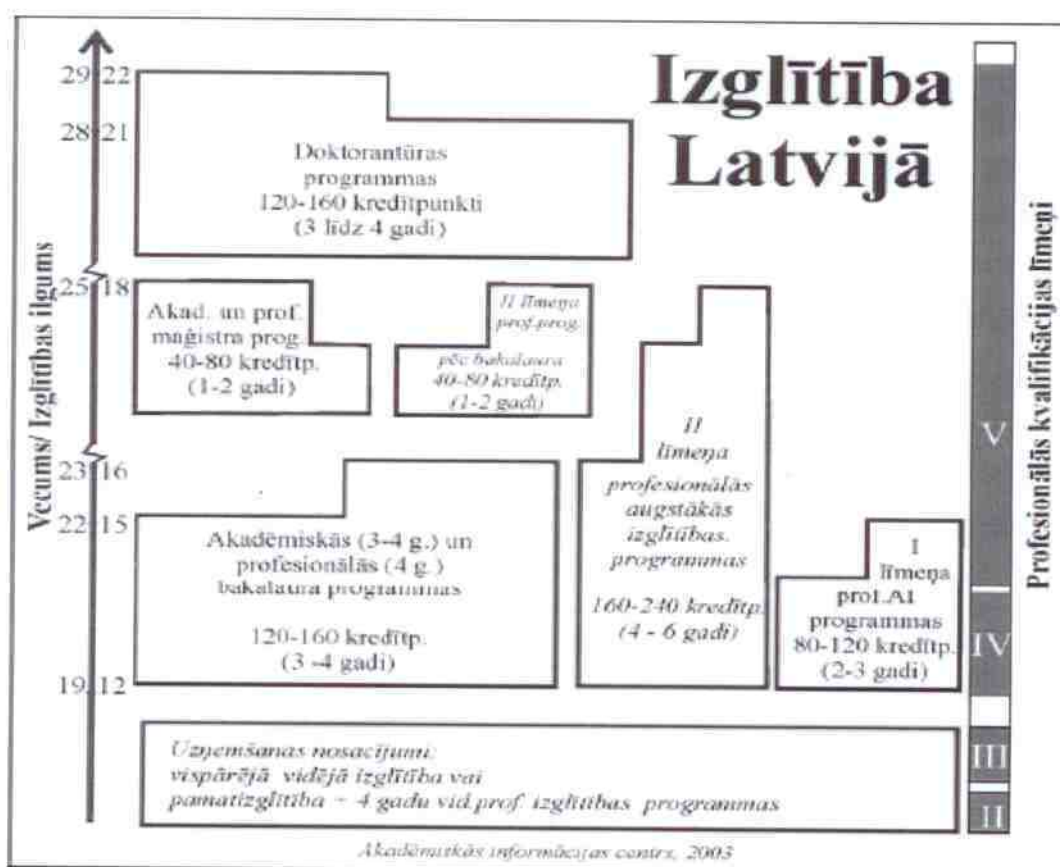 Izglītība
Latvijā
29 22
28 21
Doktorantūras
programmas
120-160 kredītpunkti
(3 līdz 4 gadi)
25 18
Akad. un prof.
maģistra prog.
40-80 kredītp.
(1-2 gadi)
II līmeņa
prof.prog.
pēc bakalaura
40-80 kredītp.
(1-2 gadi)
II
līmeņa
profesionālās
augstākās
izglītības.
programmas
160-240 kredītp.
(4 - 6 gadi)
23 16
22 15
Akadēmiskās (3-4 g.) un
profesionālās (4 g.)
bakalaura programmas
120-160 kredītp.
(3 -4 gadi)
I
līmeņa
prof.AI
programmas
80-120 kredītp.
(2-3 gadi)
19 12
Uzņemšanas nosacījumi:
vispārējā vidējā izglītība vai
pamatizglītība + 4 gadu vid.prof. izglītības programmas
Akadēmiskās informācijas centrs, 2003
Vecums/ Izglītības ilgums
V
IV
III
II
Profesionālās kvalifikācijas līmeņi